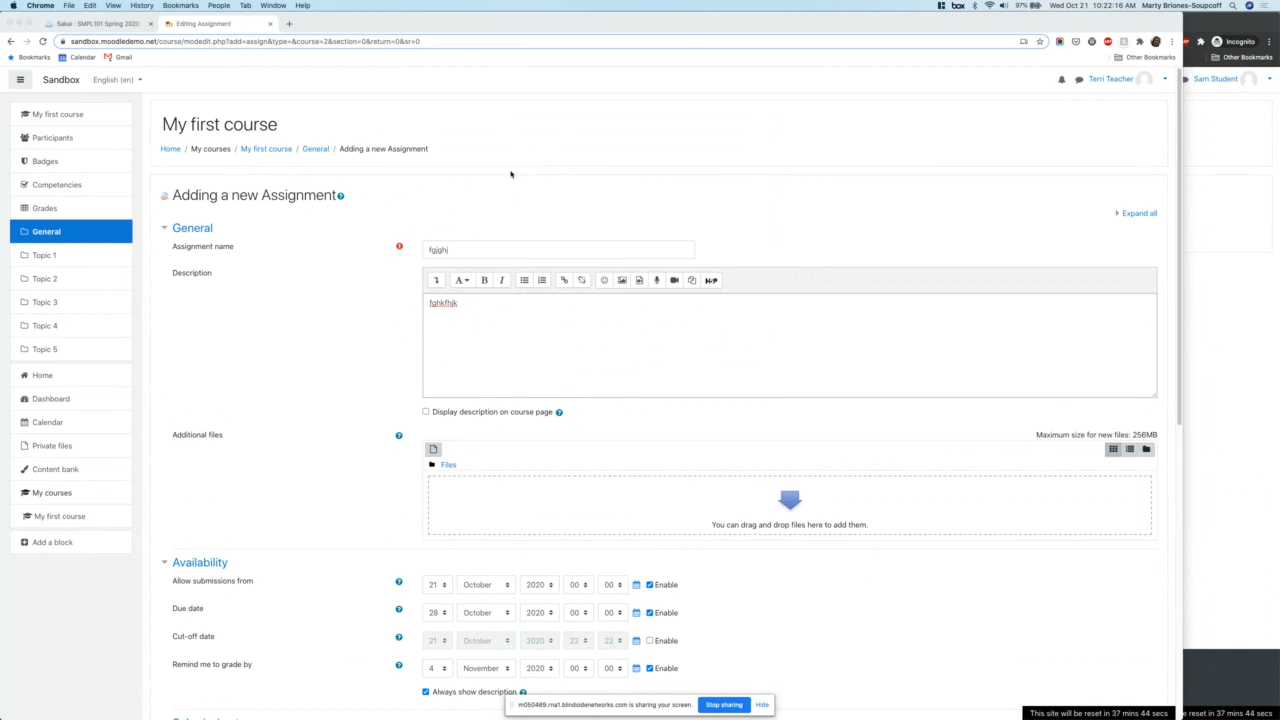 Chrome File Edit View History Bookmarks People Tab Window Help box 97% Wed Oct 21 10:22:16 AM Marty Briones-Soupcoff
Sakai : SMPL101 Spring 2020
Editing Assignment
sandbox.moodledemo.net/course/modedit.php?add=assign&type=&course=2&section=0&return=0&sr=0
Incognito
Bookmarks Calendar Gmail Other Bookmarks Other Bookmarks
Sandbox English (en) Terri Teacher Sam Student
My first course
Participants
Badges
Competencies
Grades
General
Topic 1
Topic 2
Topic 3
Topic 4
Topic 5
Home
Dashboard
Calendar
Private files
Content bank
My courses
My first course
Add a block
My first course
Home / My courses / My first course / General / Adding a new Assignment
Adding a new Assignment
Expand all
General
Assignment name fgjghj
Description
A B I H5P
fghkfhjk
Display description on course page
Additional files Maximum size for new files: 256MB
Files
You can drag and drop files here to add them.
Availability
Allow submissions from 21 October 2020 00 00 Enable
Due date 28 October 2020 00 00 Enable
Cut-off date 21 October 2020 22 22 Enable
Remind me to grade by 4 November 2020 00 00 Enable
Always show description
m050469.rna1.blindsidenetworks.com is sharing your screen. Stop sharing Hide
This site will be reset in 37 mins 44 secs
e reset in 37 mins 44 secs